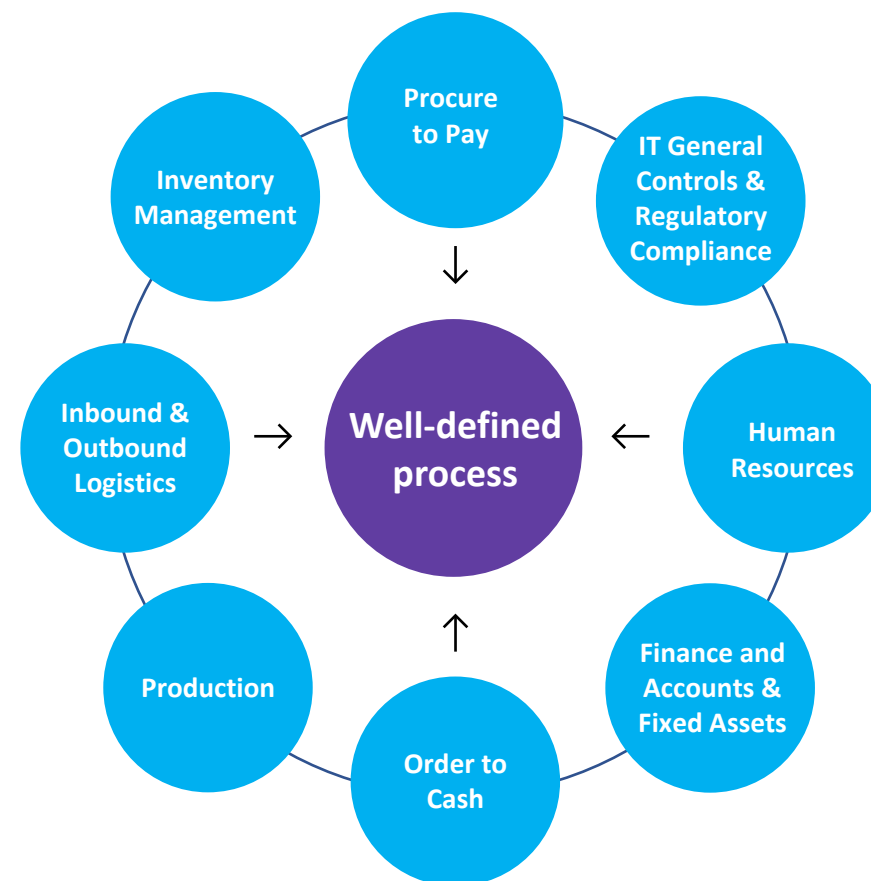 Procure
to Pay
IT General
Controls &
Regulatory
Compliance
Human
Resources
Finance and
Accounts &
Fixed Assets
Order to
Cash
Production
Inbound &
Outbound
Logistics
Inventory
Management
Well-defined
process